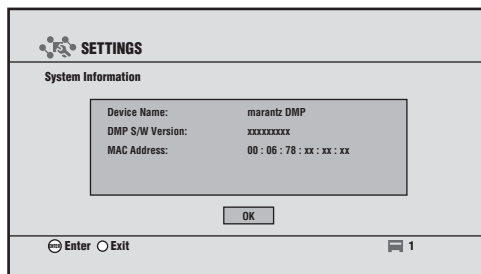 SETTINGS
System Information
Device Name: marantz DMP
DMP S/W Version: xxxxxxxxx
MAC Address: 00 : 06 : 78 : xx : xx : xx
OK
Enter Exit 1